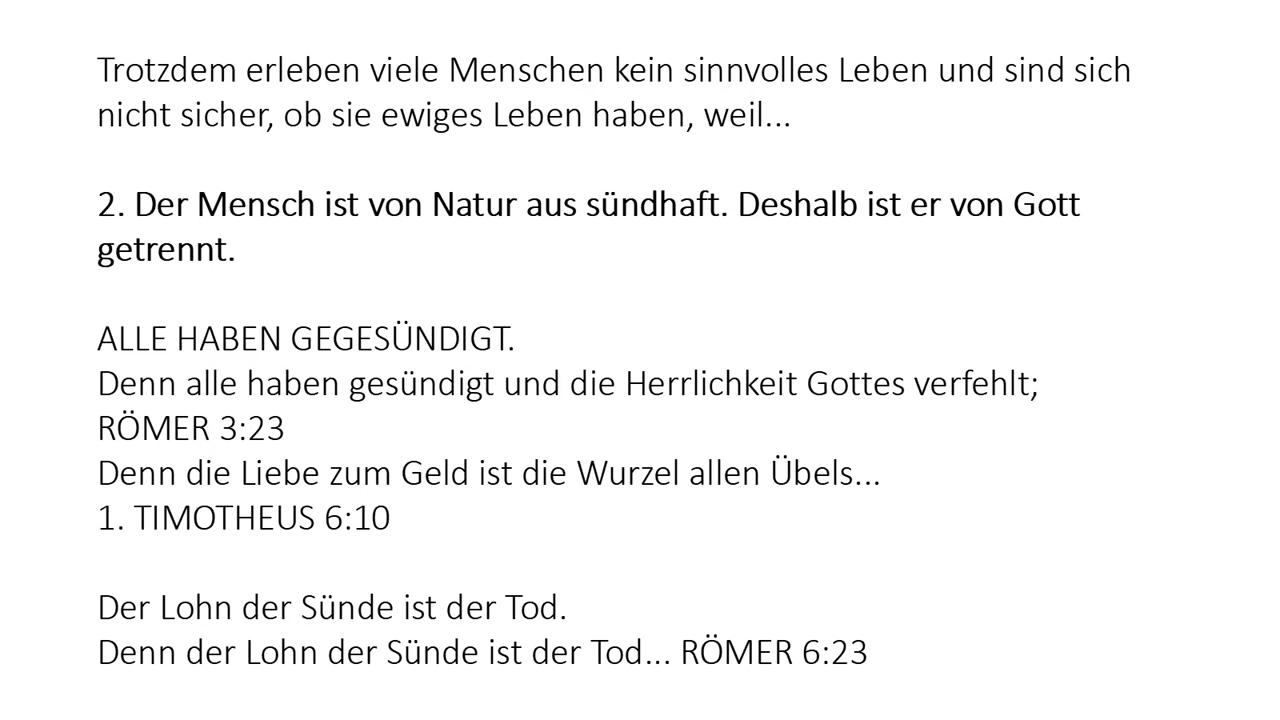 Trotzdem erleben viele Menschen kein sinnvolles Leben und sind sich
nicht sicher, ob sie ewiges Leben haben, weil...
2. Der Mensch ist von Natur aus sündhaft. Deshalb ist er von Gott
getrennt.
ALLE HABEN GEGESÜNDIGT.
Denn alle haben gesündigt und die Herrlichkeit Gottes verfehlt;
RÖMER 3:23
Denn die Liebe zum Geld ist die Wurzel allen Übels...
1. TIMOTHEUS 6:10
Der Lohn der Sünde ist der Tod.
Denn der Lohn der Sünde ist der Tod... RÖMER 6:23